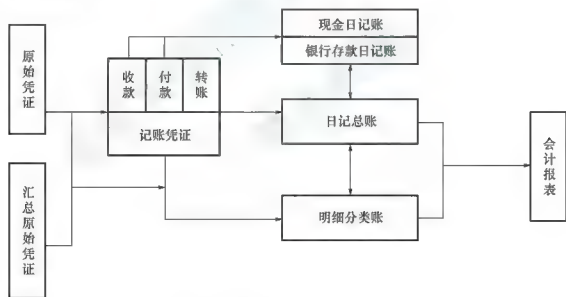 原始凭证
汇总原始凭证
收款
付款
转账
记账凭证
现金日记账
银行存款日记账
日记总账
明细分类账
会计报表